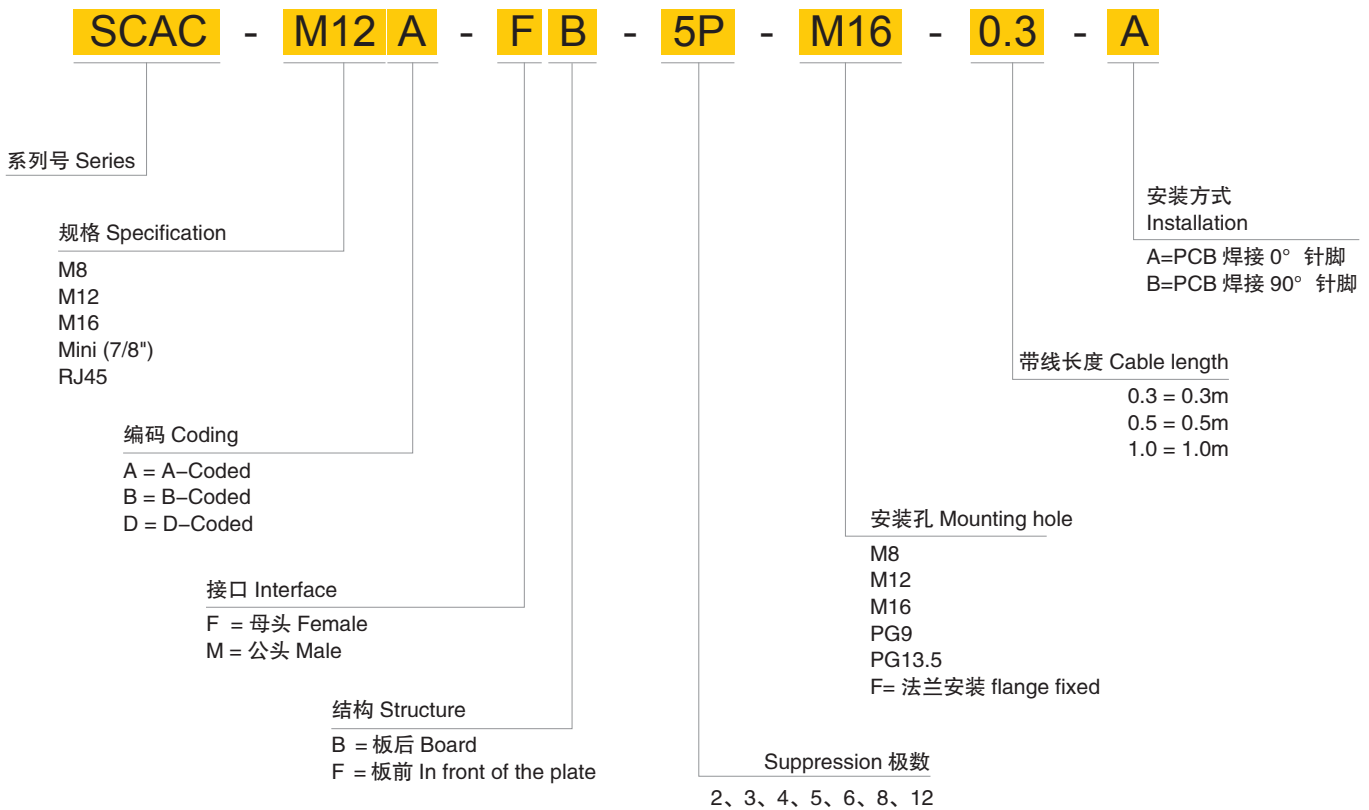 SCAC - M12 A - F B - 5P - M16 - 0.3 - A
系列号 Series
规格 Specification
M8
M12
M16
Mini (7/8")
RJ45
编码 Coding
A = A–Coded
B = B–Coded
D = D–Coded
接口 Interface
F = 母头 Female
M = 公头 Male
结构 Structure
B = 板后 Board
F = 板前 In front of the plate
Suppression 极数
2、3、4、5、6、8、12
安装孔 Mounting hole
M8
M12
M16
PG9
PG13.5
F= 法兰安装 flange fixed
带线长度 Cable length
0.3 = 0.3m
0.5 = 0.5m
1.0 = 1.0m
安装方式
Installation
A=PCB 焊接 0° 针脚
B=PCB 焊接 90° 针脚